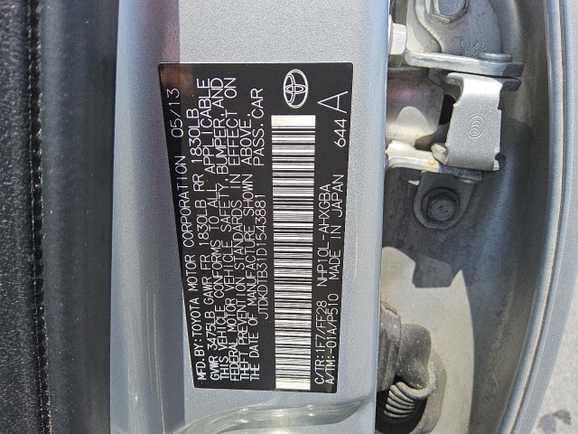 MFD.BY:TOYOTA MOTOR CORPORATION 05/13
GVWR 3475LB GAWR FR 1830LB RR 1830LB
THIS VEHICLE CONFORMS TO ALL APPLICABLE
FEDERAL MOTOR VEHICLE SAFETY, BUMPER, AND
THEFT PREVENTION STANDARDS IN EFFECT ON
THE DATE OF MANUFACTURE SHOWN ABOVE.
JTDKDTB31D1543881 PASS.CAR
C/TR:1F7/FE28 NHP10L-AHXGBA
A/TM:-01A/P510 MADE IN JAPAN 644 A